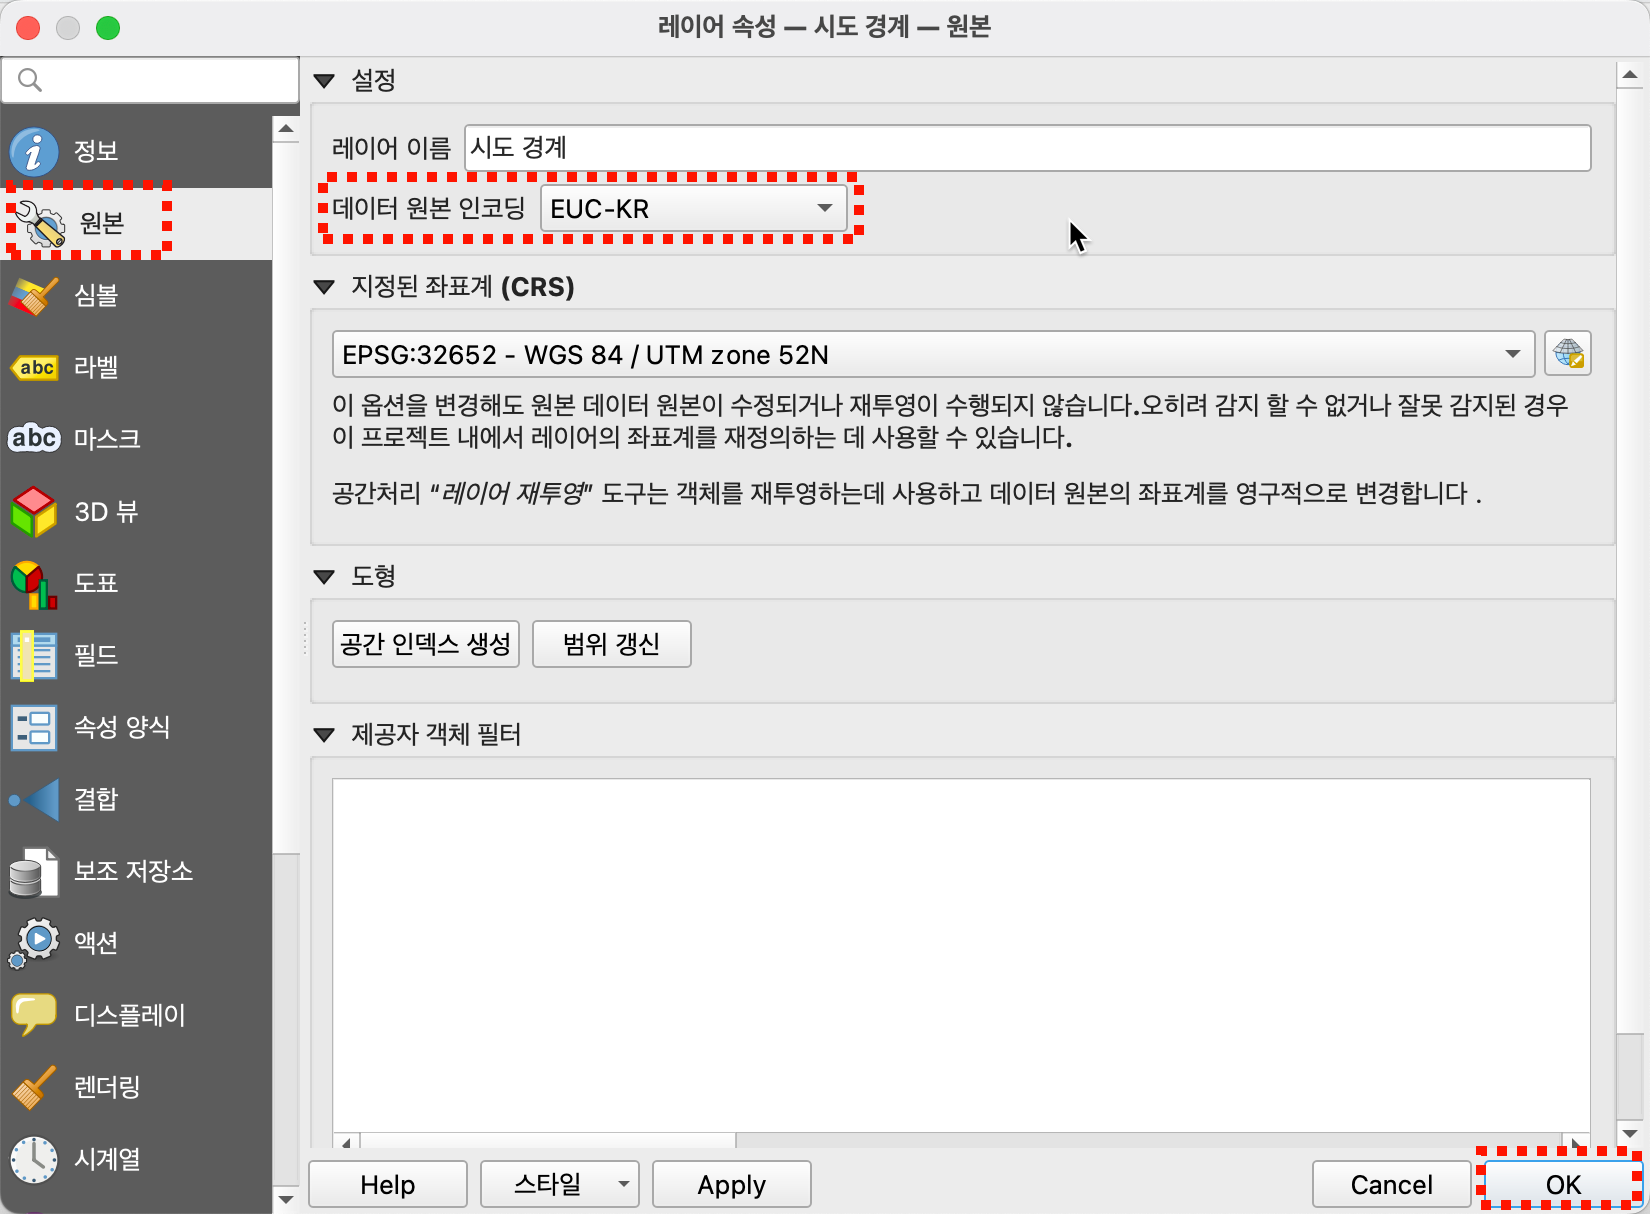 레이어 속성 — 시도 경계 — 원본
정보
원본
심볼
abc 라벨
abc 마스크
3D 뷰
도표
필드
속성 양식
결합
보조 저장소
액션
디스플레이
렌더링
시계열
설정
레이어 이름 시도 경계
데이터 원본 인코딩 EUC-KR
지정된 좌표계 (CRS)
EPSG:32652 - WGS 84 / UTM zone 52N
이 옵션을 변경해도 원본 데이터 원본이 수정되거나 재투영이 수행되지 않습니다.오히려 감지 할 수 없거나 잘못 감지된 경우
이 프로젝트 내에서 레이어의 좌표계를 재정의하는 데 사용할 수 있습니다.
공간처리 "레이어 재투영" 도구는 객체를 재투영하는데 사용하고 데이터 원본의 좌표계를 영구적으로 변경합니다 .
도형
공간 인덱스 생성 범위 갱신
제공자 객체 필터
Help 스타일 Apply Cancel OK